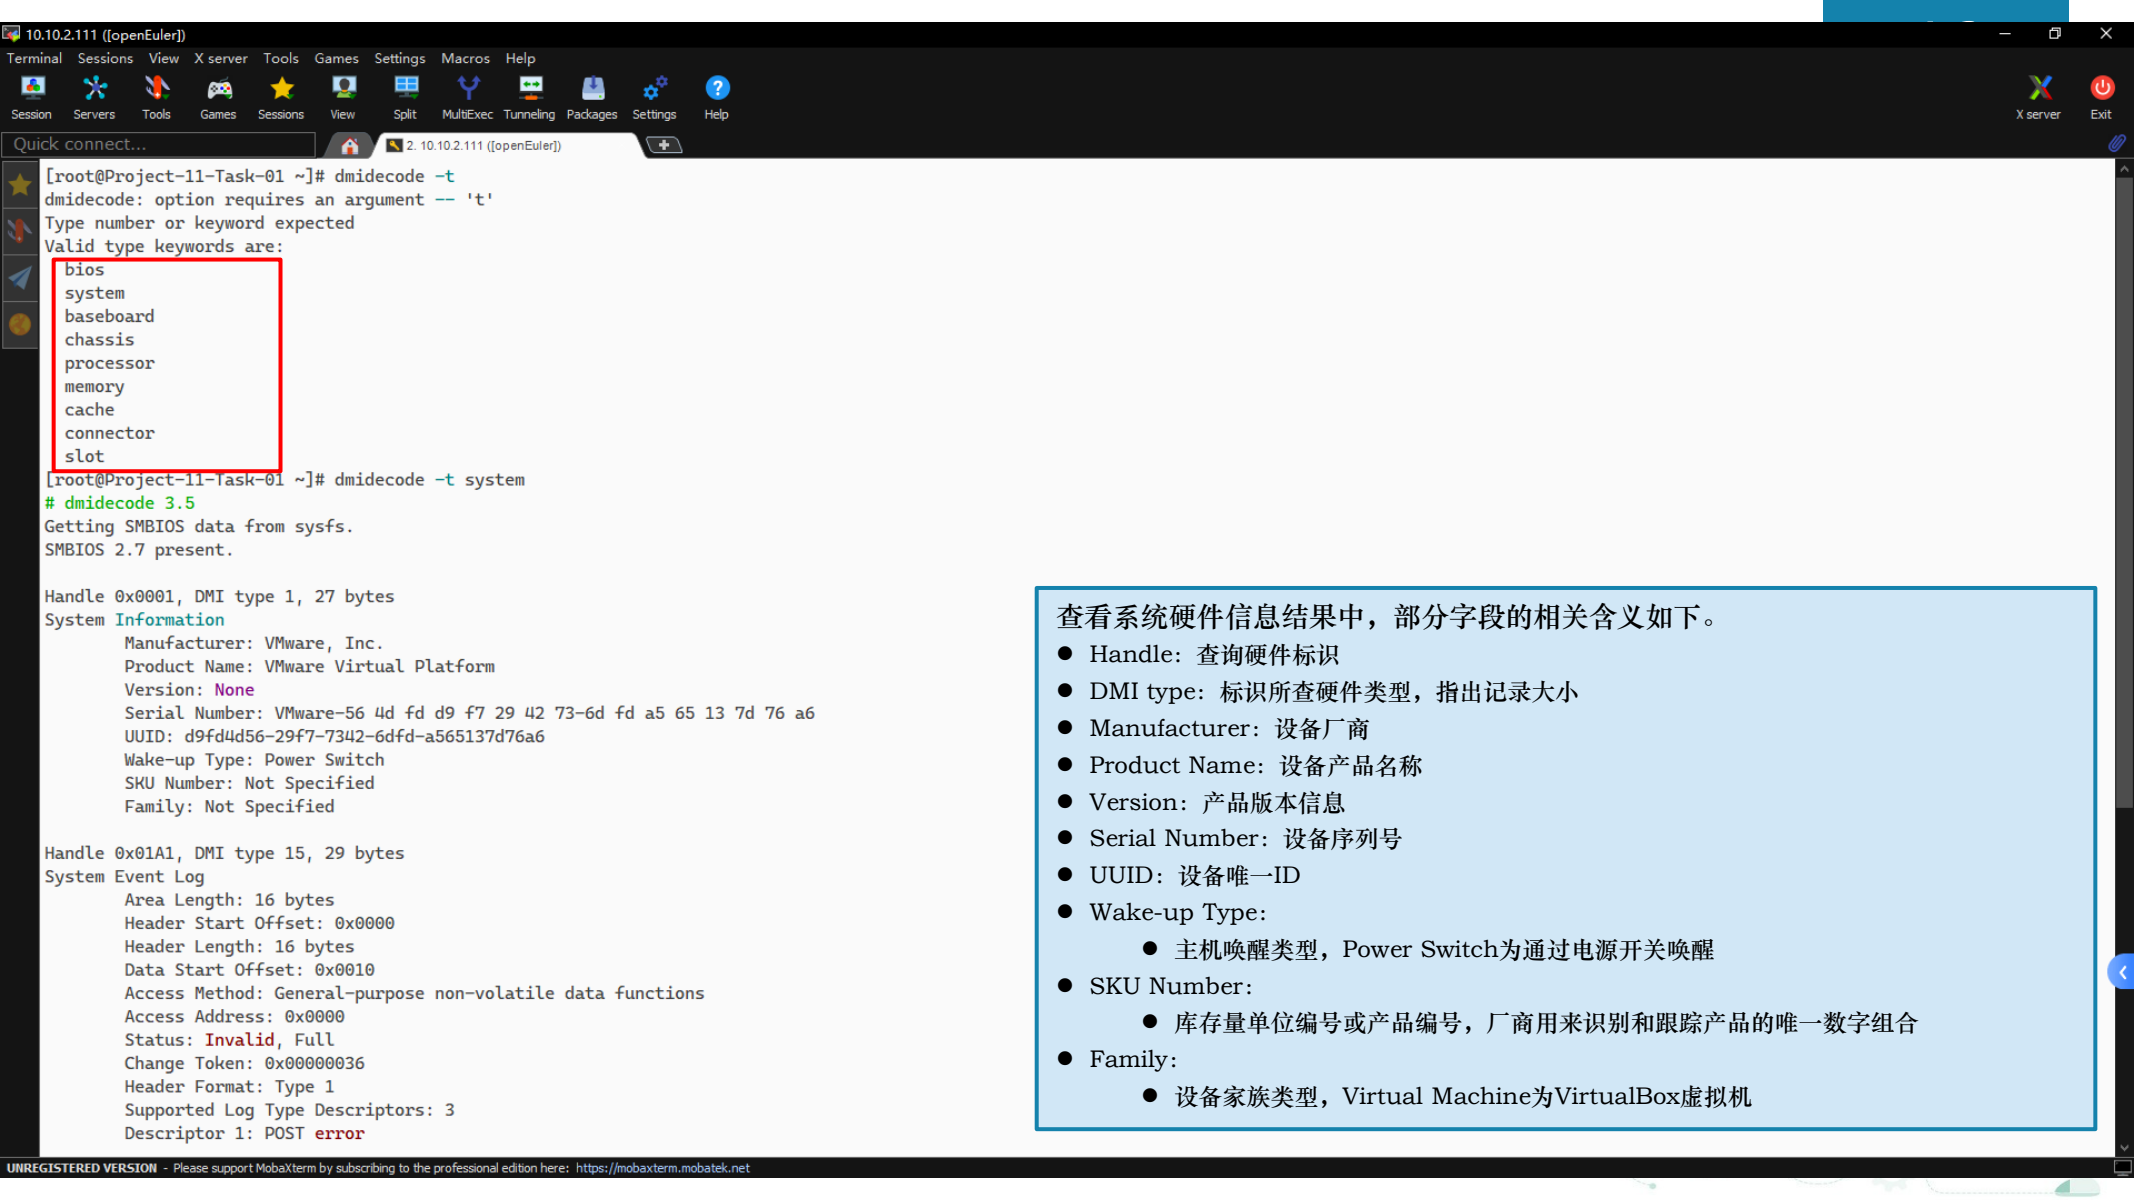 10.10.2.111 ([openEuler])
Terminal Sessions View X server Tools Games Settings Macros Help
Session Servers Tools Games Sessions View Split MultiExec Tunneling Packages Settings Help X server Exit
Quick connect... 2. 10.10.2.111 ([openEuler])
[root@Project-11-Task-01 ~]# dmidecode -t
dmidecode: option requires an argument -- 't'
Type number or keyword expected
Valid type keywords are:
bios
system
baseboard
chassis
processor
memory
cache
connector
slot
[root@Project-11-Task-01 ~]# dmidecode -t system
# dmidecode 3.5
Getting SMBIOS data from sysfs.
SMBIOS 2.7 present.
Handle 0x0001, DMI type 1, 27 bytes
System Information
Manufacturer: VMware, Inc.
Product Name: VMware Virtual Platform
Version: None
Serial Number: VMware-56 4d fd d9 f7 29 42 73-6d fd a5 65 13 7d 76 a6
UUID: d9fd4d56-29f7-7342-6dfd-a565137d76a6
Wake-up Type: Power Switch
SKU Number: Not Specified
Family: Not Specified
Handle 0x01A1, DMI type 15, 29 bytes
System Event Log
Area Length: 16 bytes
Header Start Offset: 0x0000
Header Length: 16 bytes
Data Start Offset: 0x0010
Access Method: General-purpose non-volatile data functions
Access Address: 0x0000
Status: Invalid, Full
Change Token: 0x00000036
Header Format: Type 1
Supported Log Type Descriptors: 3
Descriptor 1: POST error
查看系统硬件信息结果中，部分字段的相关含义如下。
● Handle：查询硬件标识
● DMI type：标识所查硬件类型，指出记录大小
● Manufacturer：设备厂商
● Product Name：设备产品名称
● Version：产品版本信息
● Serial Number：设备序列号
● UUID：设备唯一ID
● Wake-up Type：
● 主机唤醒类型，Power Switch为通过电源开关唤醒
● SKU Number：
● 库存量单位编号或产品编号，厂商用来识别和跟踪产品的唯一数字组合
● Family：
● 设备家族类型，Virtual Machine为VirtualBox虚拟机
UNREGISTERED VERSION - Please support MobaXterm by subscribing to the professional edition here: https://mobaxterm.mobatek.net